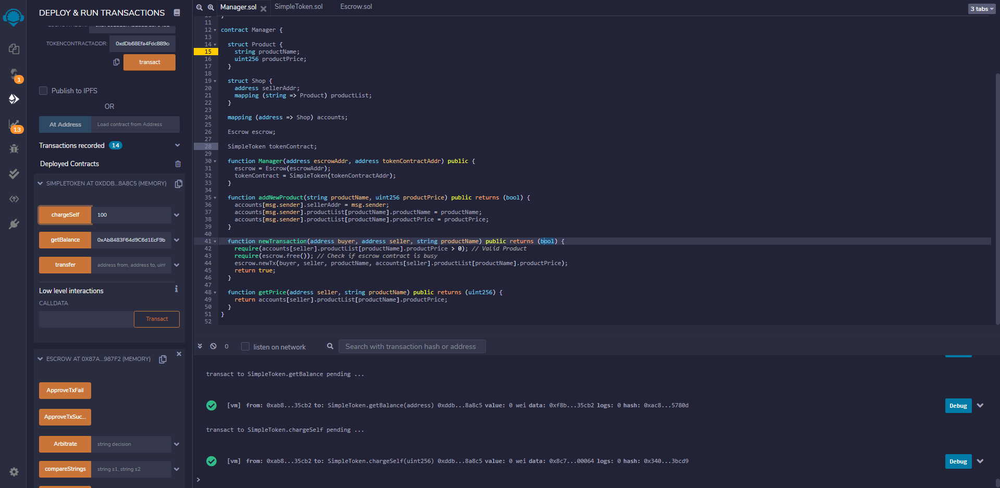 DEPLOY & RUN TRANSACTIONS
TOKENCONTRACTADDR: 0xdDb68Efa4Fdc889c
transact
Publish to IPFS
OR
At Address Load contract from Address
Transactions recorded 14
Deployed Contracts
SIMPLETOKEN AT 0XDDB...8A8C5 (MEMORY)
chargeSelf 100
getBalance 0xAb8483F64d9C6d1EcF9b
transfer address from, address to, uint
Low level interactions
CALLDATA
Transact
ESCROW AT 0X87A...987F2 (MEMORY)
ApproveTxFail
ApproveTxSuc...
Arbitrate string decision
compareStrings string s1, string s2
1
13
Manager.sol SimpleToken.sol Escrow.sol 3 tabs
11
12 contract Manager {
13
14 struct Product {
15 string productName;
16 uint256 productPrice;
17 }
18
19 struct Shop {
20 address sellerAddr;
21 mapping (string => Product) productList;
22 }
23
24 mapping (address => Shop) accounts;
25
26 Escrow escrow;
27
28 SimpleToken tokenContract;
29
30 function Manager(address escrowAddr, address tokenContractAddr) public {
31 escrow = Escrow(escrowAddr);
32 tokenContract = SimpleToken(tokenContractAddr);
33 }
34
35 function addNewProduct(string productName, uint256 productPrice) public returns (bool) {
36 accounts[msg.sender].sellerAddr = msg.sender;
37 accounts[msg.sender].productList[productName].productName = productName;
38 accounts[msg.sender].productList[productName].productPrice = productPrice;
39 }
40
41 function newTransaction(address buyer, address seller, string productName) public returns (bool) {
42 require(accounts[seller].productList[productName].productPrice > 0); // Valid Product
43 require(escrow.free()); // Check if escrow contract is busy
44 escrow.newTx(buyer, seller, productName, accounts[seller].productList[productName].productPrice);
45 return true;
46 }
47
48 function getPrice(address seller, string productName) public returns (uint256) {
49 return accounts[seller].productList[productName].productPrice;
50 }
51 }
52
0 listen on network Search with transaction hash or address
transact to SimpleToken.getBalance pending ...
[vm] from: 0xab8...35cb2 to: SimpleToken.getBalance(address) 0xddb...8a8c5 value: 0 wei data: 0xf8b...35cb2 logs: 0 hash: 0xac8...5780d Debug
transact to SimpleToken.chargeSelf pending ...
[vm] from: 0xab8...35cb2 to: SimpleToken.chargeSelf(uint256) 0xddb...8a8c5 value: 0 wei data: 0x8c7...00064 logs: 0 hash: 0x340...3bcd9 Debug
>